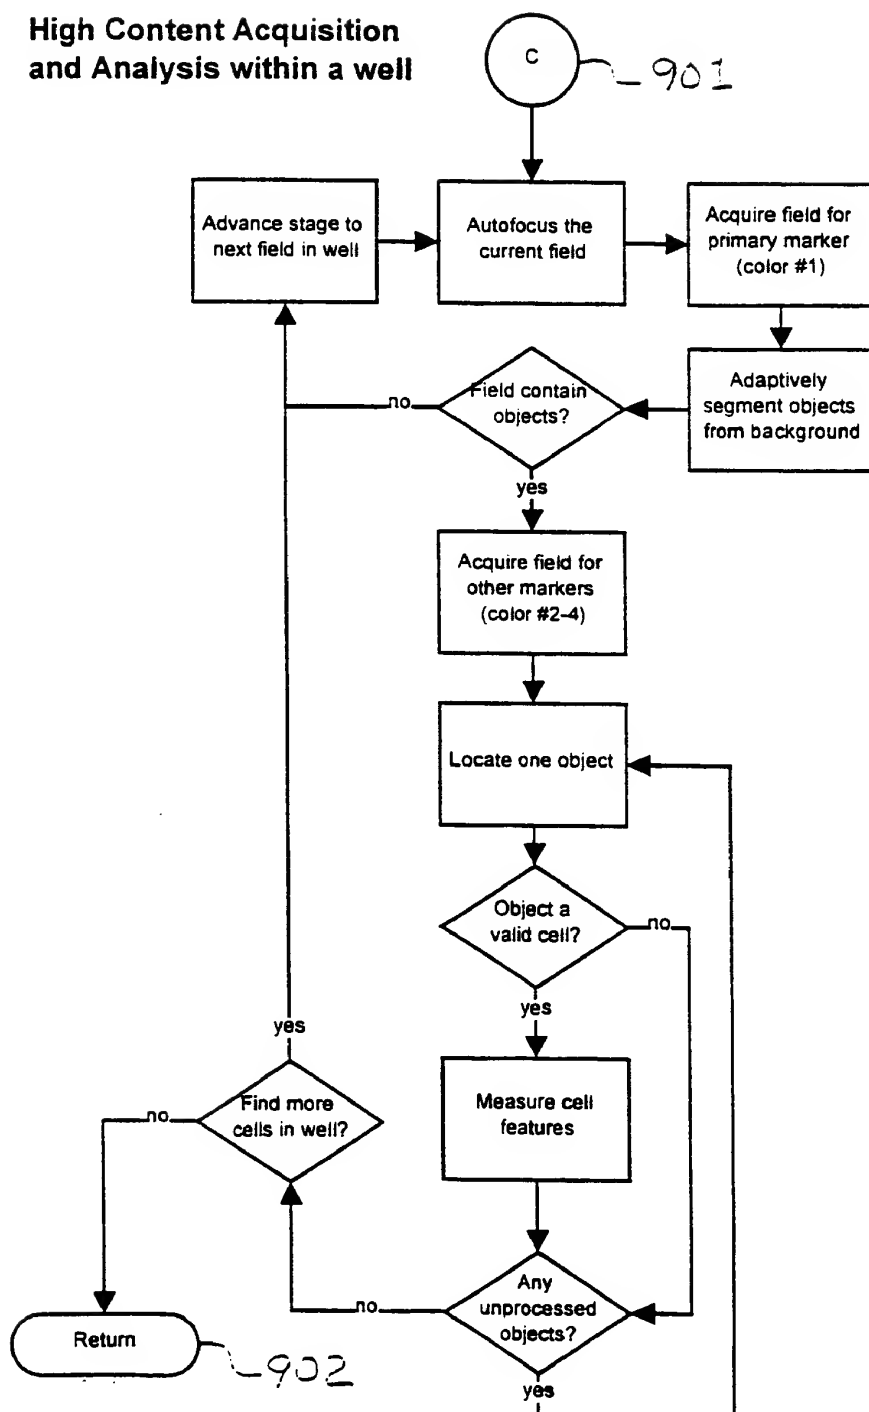 High Content Acquisition
and Analysis within a well
C
901
Advance stage to
next field in well
Autofocus the
current field
Acquire field for
primary marker
(color #1)
Field contain
objects?
no
Adaptively
segment objects
from background
yes
Acquire field for
other markers
(color #2-4)
Locate one object
Object a
valid cell?
no
yes
Measure cell
features
yes
Find more
cells in well?
no
Any
unprocessed
objects?
no
yes
Return
902